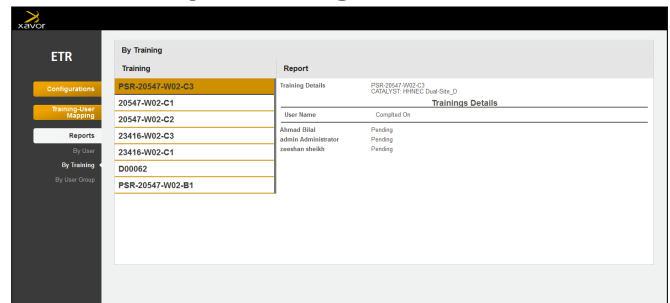 xavor
ETR
Configurations
Training-User
Mapping
Reports
By User
By Training
By User Group
By Training
Training
Report
PSR-20547-W02-C3
20547-W02-C1
20547-W02-C2
23416-W02-C3
23416-W02-C1
D00062
PSR-20547-W02-B1
Training Details
PSR-20547-W02-C3
CATALYST: HHNEC Dual-Site_D
Trainings Details
User Name
Complted On
Ahmad Bilal
Pending
admin Administrator
Pending
zeeshan sheikh
Pending